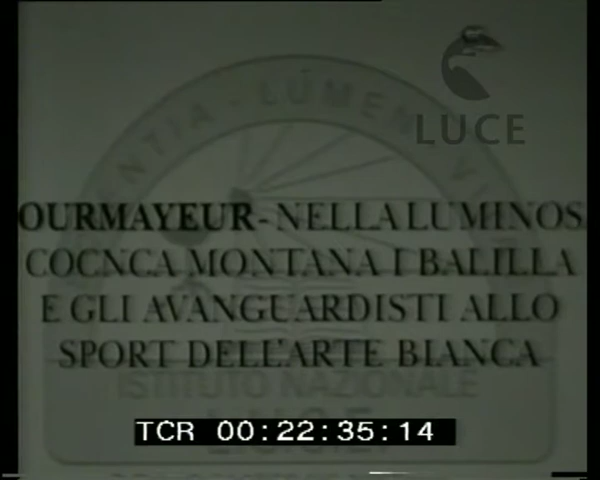 LUCE
LÚMEN
OURMAYEUR-NELLA LUMINOS
COCNCA MONTANA I BALILLA
E GLI AVANGUARDISTI ALLO
SPORT DELL'ARTE BIANCA
ISTITUTO NAZIONALE
TCR 00:22:35:14